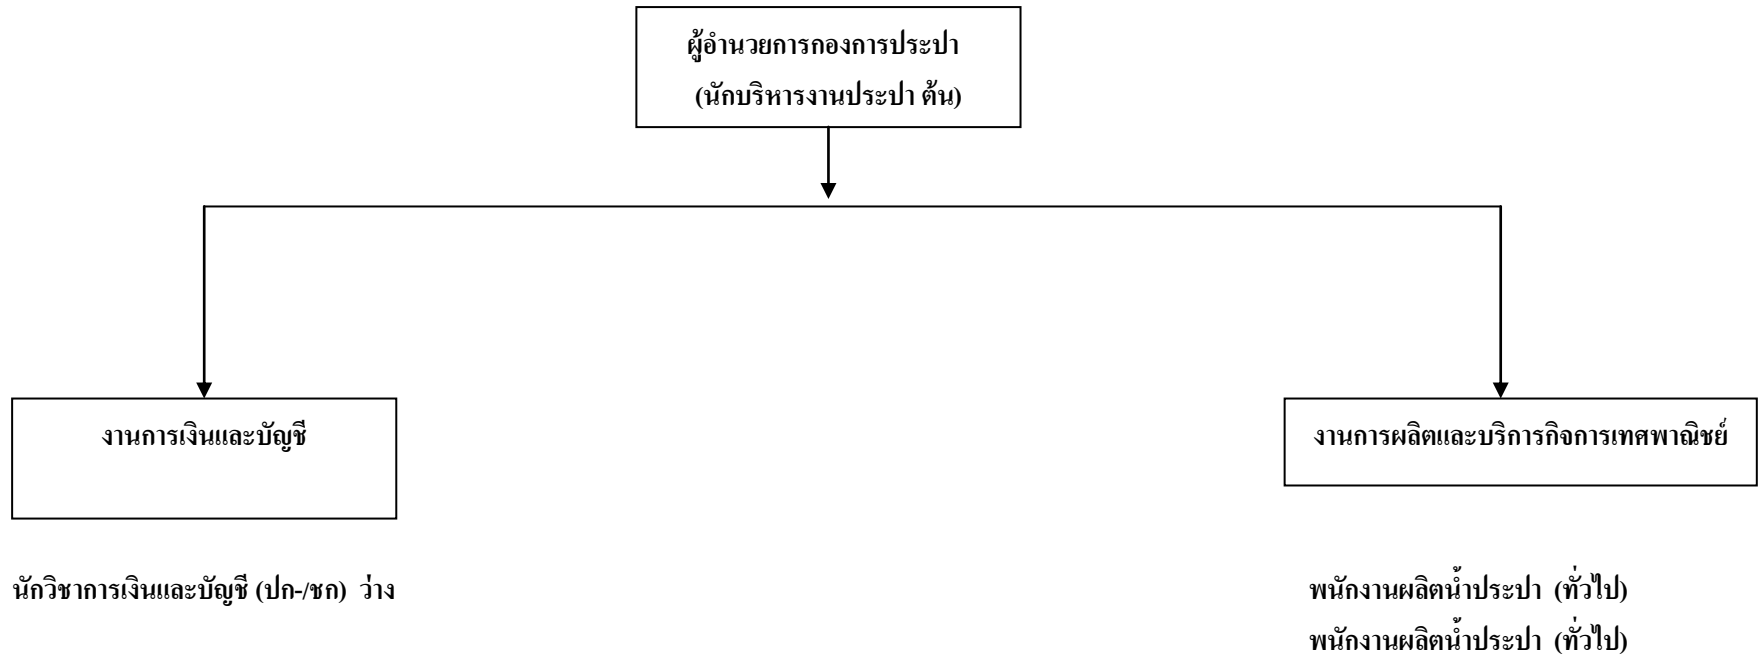 ผู้อำนวยการกองการประปา
(นักบริหารงานประปา ต้น)
งานการเงินและบัญชี
งานการผลิตและบริการกิจการเทศพาณิชย์
นักวิชาการเงินและบัญชี (ปก-/ชก) ว่าง
พนักงานผลิตน้ำประปา (ทั่วไป)
พนักงานผลิตน้ำประปา (ทั่วไป)